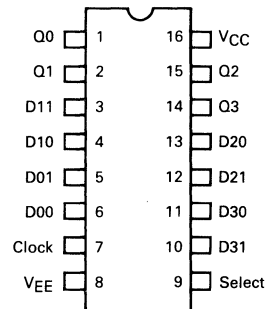 Q0 1 16 VCC
Q1 2 15 Q2
D11 3 14 Q3
D10 4 13 D20
D01 5 12 D21
D00 6 11 D30
Clock 7 10 D31
VEE 8 9 Select